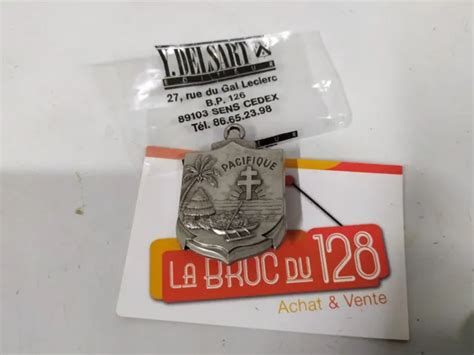 Y. DELSART
EDITEUR
27, rue du Gal Leclerc
B.P. 126
89103 SENS CEDEX
Tél. 86.65.23.98
PACIFIQUE
LA BROC DU 128
Achat & Vente